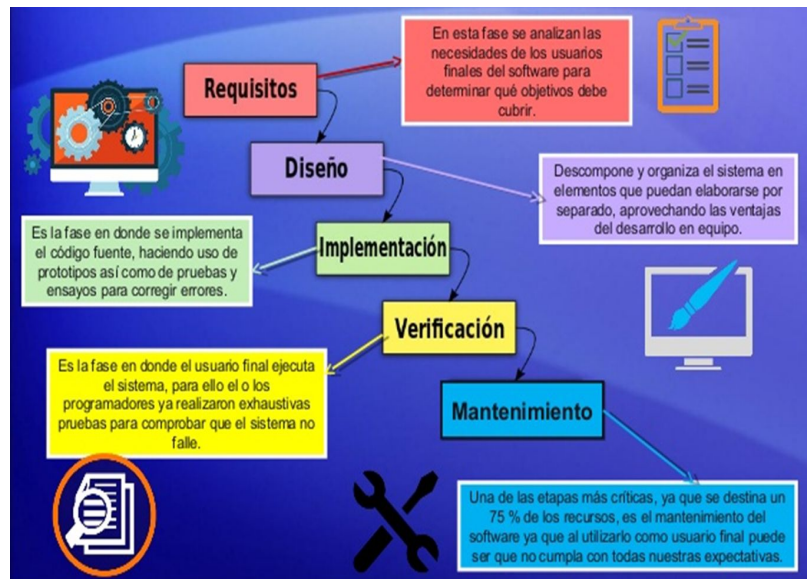 Requisitos
En esta fase se analizan las
necesidades de los usuarios
finales del software para
determinar qué objetivos debe
cubrir.
Diseño
Descompone y organiza el sistema en
elementos que puedan elaborarse por
separado, aprovechando las ventajas
del desarrollo en equipo.
Implementación
Es la fase en donde se implementa
el código fuente, haciendo uso de
prototipos así como de pruebas y
ensayos para corregir errores.
Verificación
Es la fase en donde el usuario final ejecuta
el sistema, para ello el o los
programadores ya realizaron exhaustivas
pruebas para comprobar que el sistema no
falle.
Mantenimiento
Una de las etapas más críticas, ya que se destina un
75 % de los recursos, es el mantenimiento del
software ya que al utilizarlo como usuario final puede
ser que no cumpla con todas nuestras expectativas.